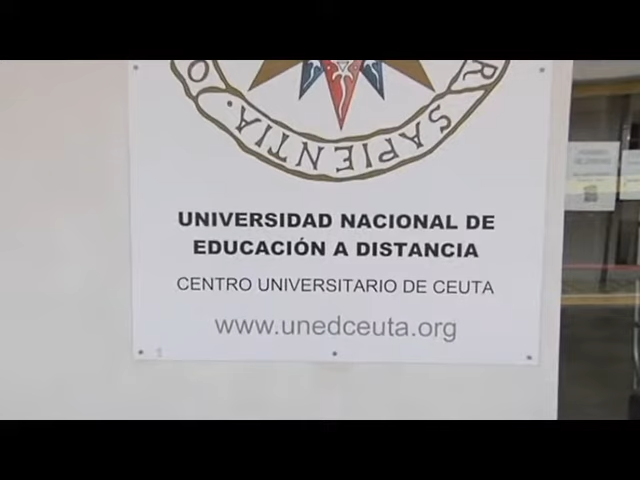 SAPIENTIA.
UNIVERSIDAD NACIONAL DE
EDUCACIÓN A DISTANCIA
CENTRO UNIVERSITARIO DE CEUTA
www.unedceuta.org